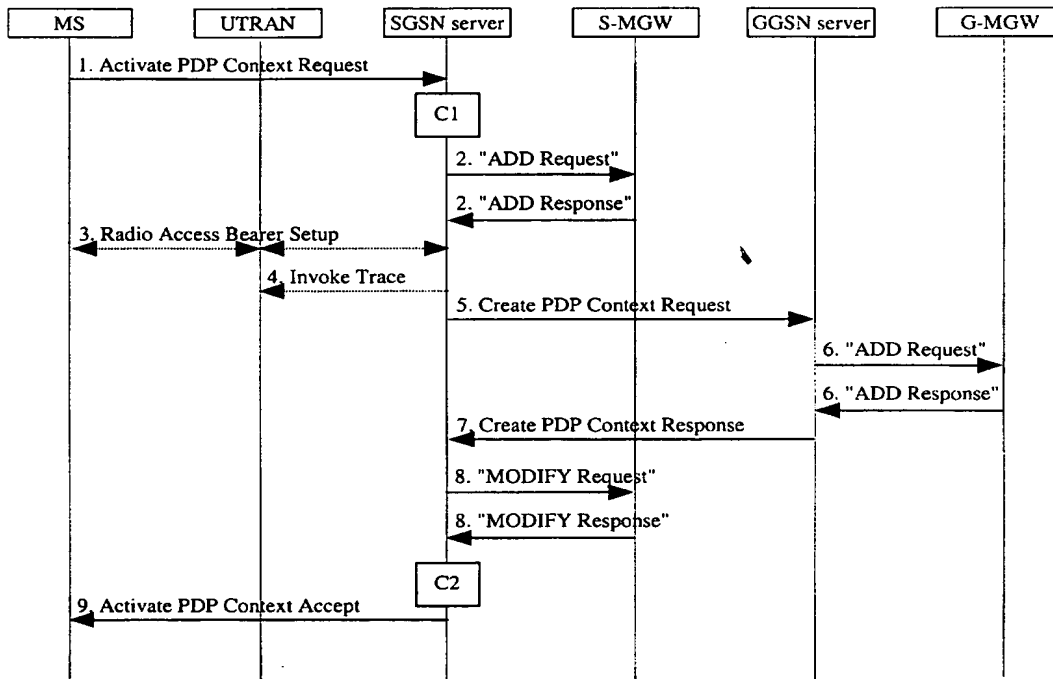 MS
UTRAN
SGSN server
S-MGW
GGSN server
G-MGW
1. Activate PDP Context Request
C1
2. "ADD Request"
2. "ADD Response"
3. Radio Access Bearer Setup
4. Invoke Trace
5. Create PDP Context Request
6. "ADD Request"
6. "ADD Response"
7. Create PDP Context Response
8. "MODIFY Request"
8. "MODIFY Response"
C2
9. Activate PDP Context Accept